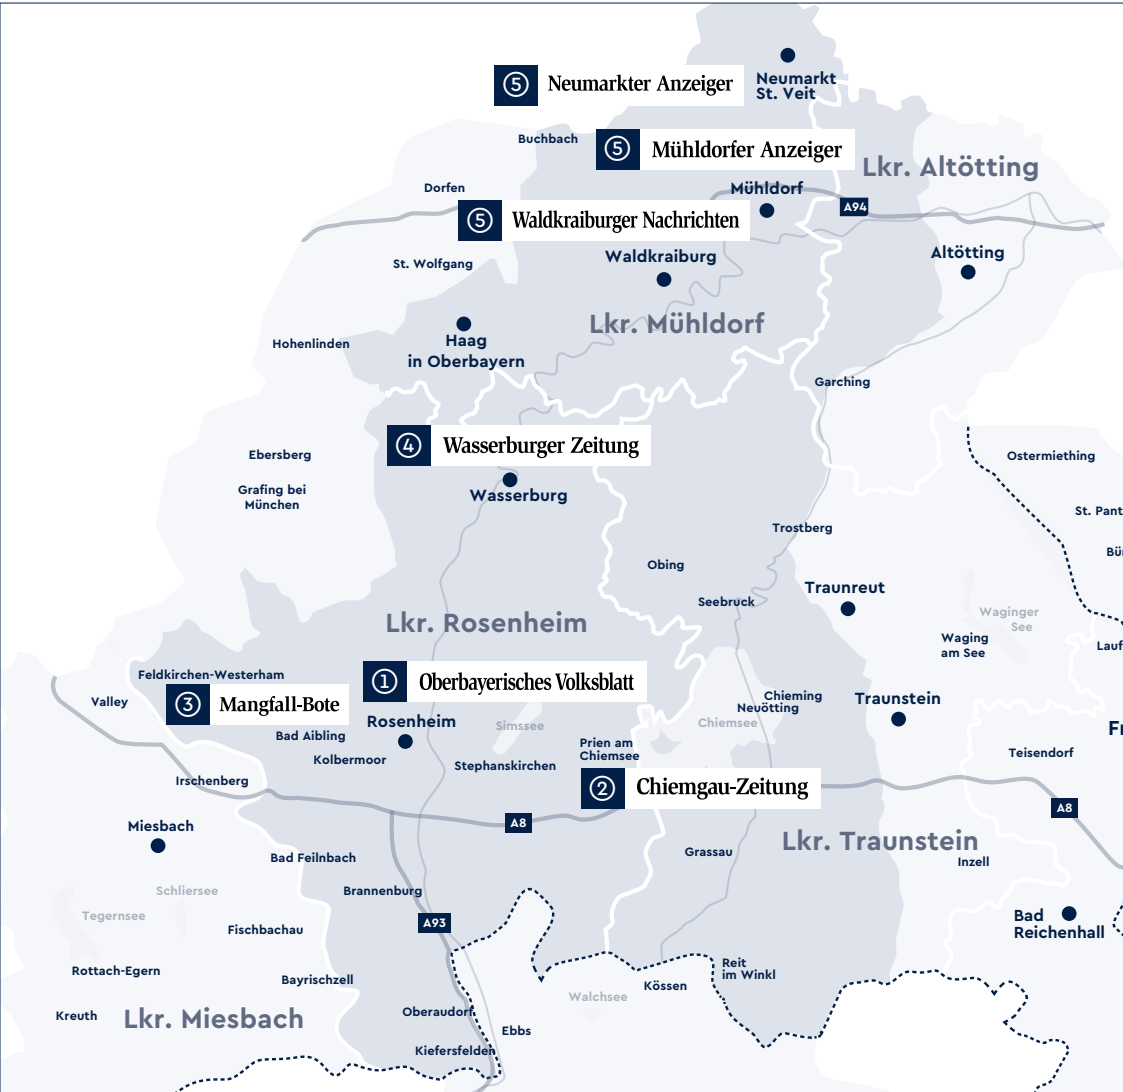 Neumarkt
St. Veit
5 Neumarkter Anzeiger
Buchbach
5 Mühldorfer Anzeiger
Lkr. Altötting
Dorfen
Mühldorf
A94
5 Waldkraiburger Nachrichten
Altötting
Waldkraiburg
St. Wolfgang
Lkr. Mühldorf
Hohenlinden
Haag
in Oberbayern
Garching
4 Wasserburger Zeitung
Ebersberg
Ostermiething
Grafing bei
München
Wasserburg
St. Pant
Trostberg
Bü
Obing
Traunreut
Seebruck
Waginger
See
Lkr. Rosenheim
Waging
am See
Lauf
Feldkirchen-Westerham
1 Oberbayerisches Volksblatt
Valley
3 Mangfall-Bote
Chieming
Neuötting
Traunstein
Rosenheim
Simssee
Chiemsee
Fr
Bad Aibling
Prien am
Chiemsee
Kolbermoor
Stephanskirchen
Teisendorf
Irschenberg
2 Chiemgau-Zeitung
A8
A8
Miesbach
Lkr. Traunstein
Bad Feilnbach
Grassau
Inzell
Schliersee
Brannenburg
Tegernsee
A93
Bad
Reichenhall
Fischbachau
Rottach-Egern
Bayrischzell
Reit
im Winkl
Kössen
Walchsee
Kreuth
Lkr. Miesbach
Oberaudorf
Ebbs
Kiefersfelden